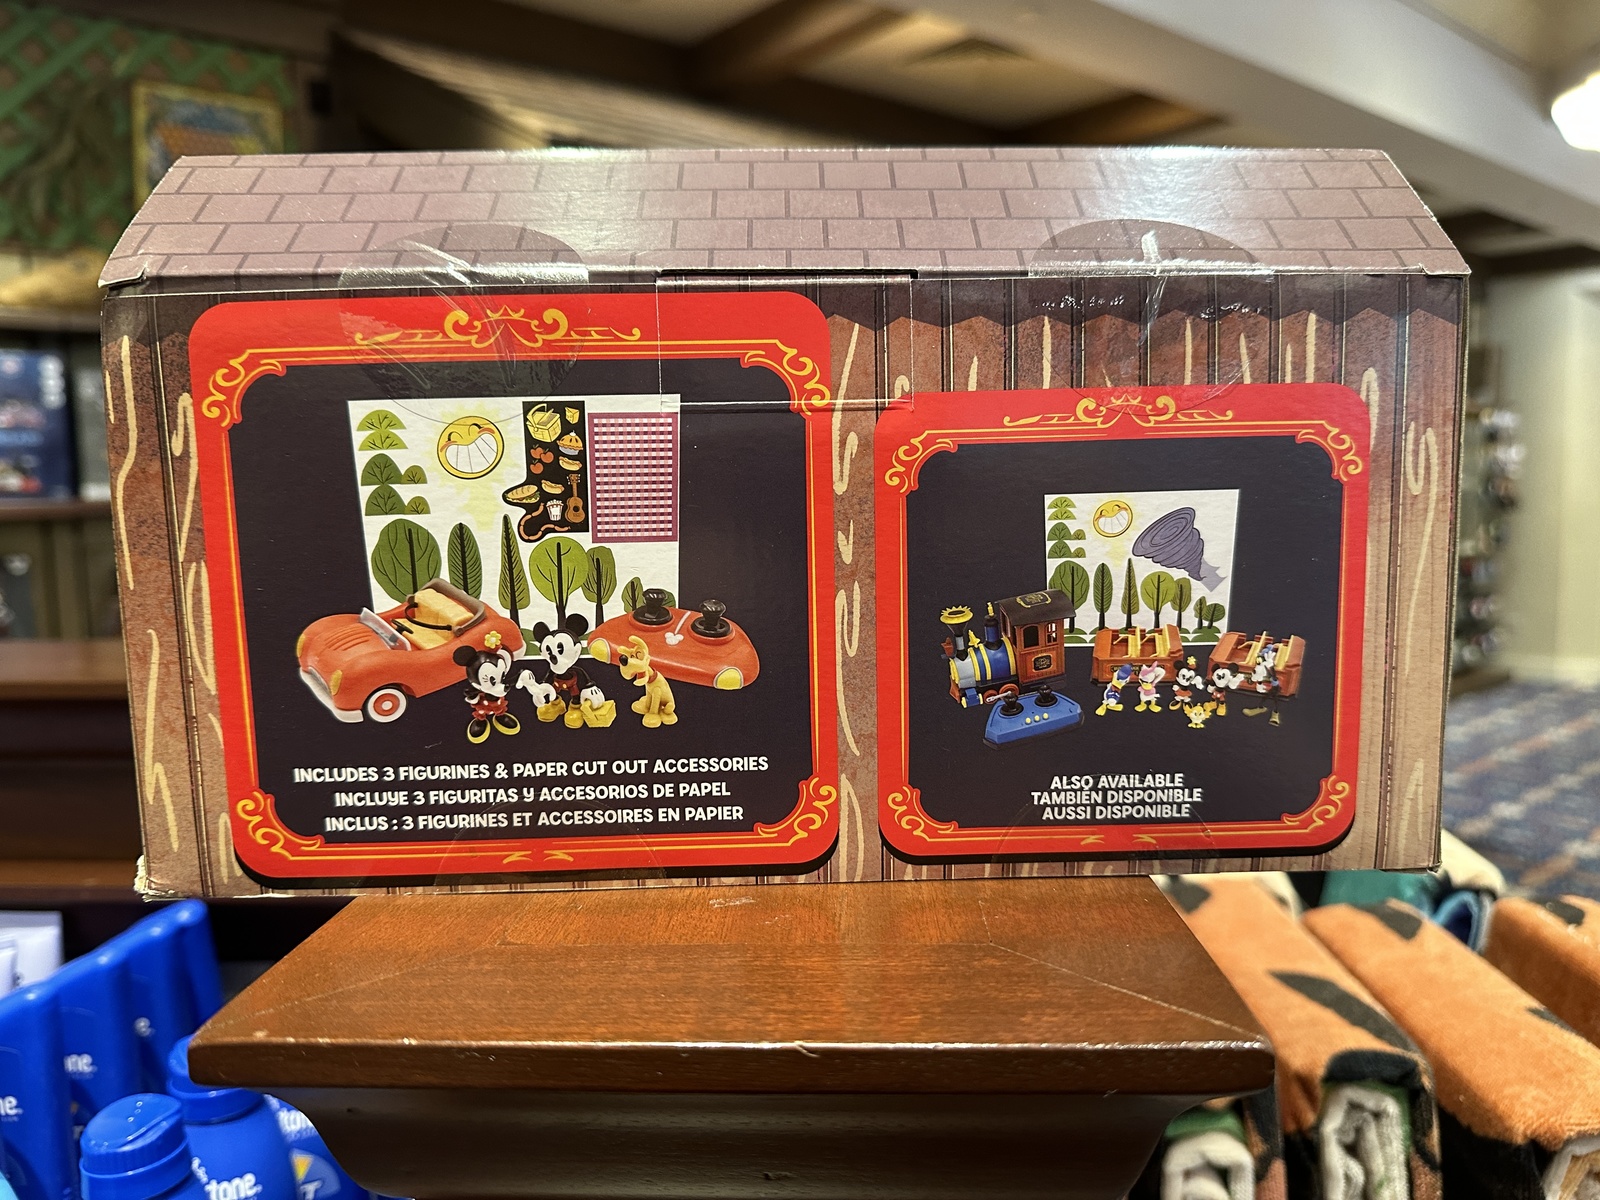 INCLUDES 3 FIGURINES & PAPER CUT OUT ACCESSORIES
INCLUYE 3 FIGURITAS Y ACCESORIOS DE PAPEL
INCLUS : 3 FIGURINES ET ACCESSOIRES EN PAPIER
ALSO AVAILABLE
TAMBIÉN DISPONIBLE
AUSSI DISPONIBLE